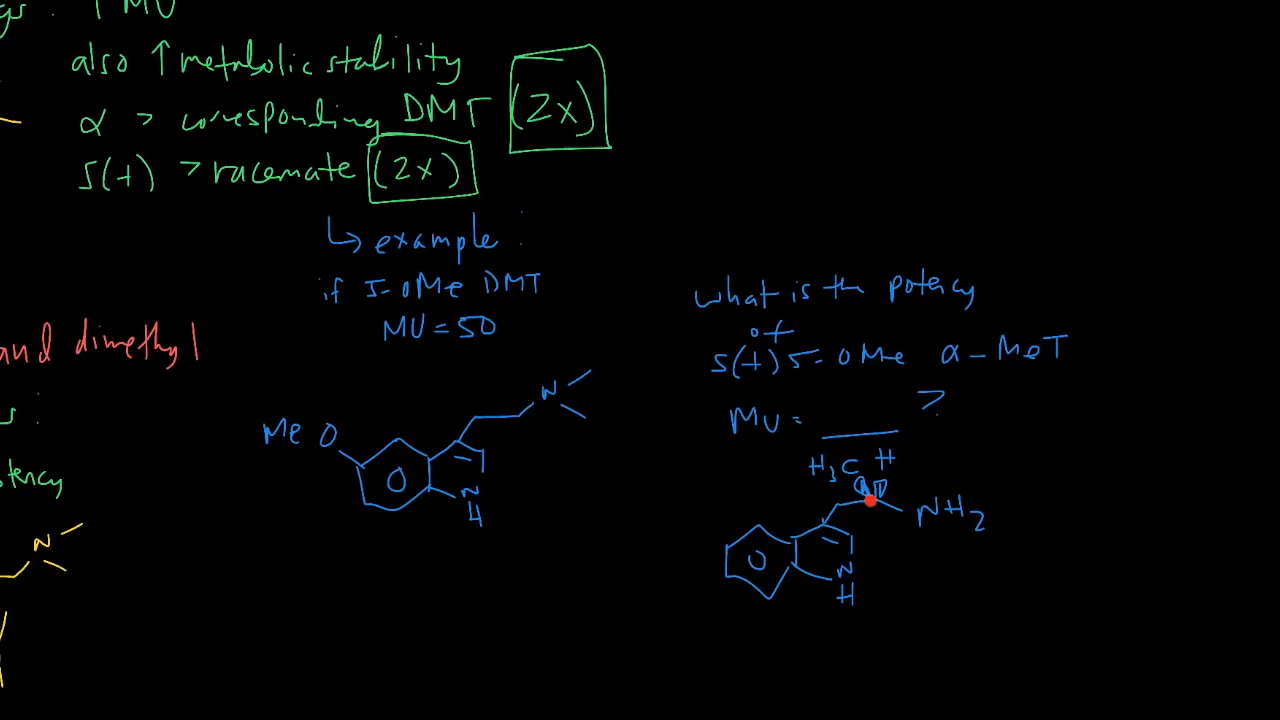 ↑ MU
also ↑ metabolic stability
α > corresponding DMT (2x)
S(+) > racemate (2x)
↳ example :
if 5-OMe DMT
MU = 50
and dimethyl
what is the potency
of
S(+) 5-OMe α-MeT
MU = ?
MeO
N
N
H
H3C H
NH2
N
H
N